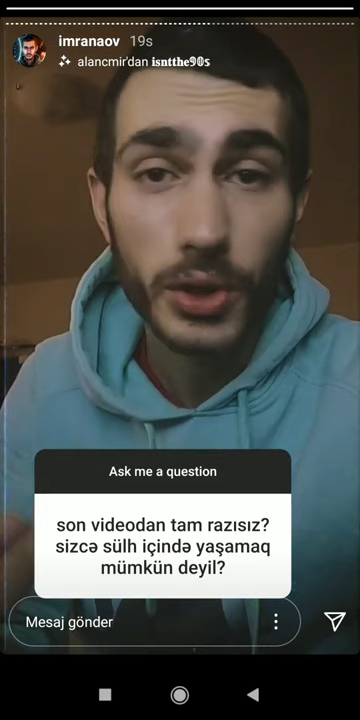 imranaov 19s
alancmir'dan isntthe90s
Ask me a question
son videodan tam razısız?
sizcə sülh içində yaşamaq
mümkün deyil?
Mesaj gönder